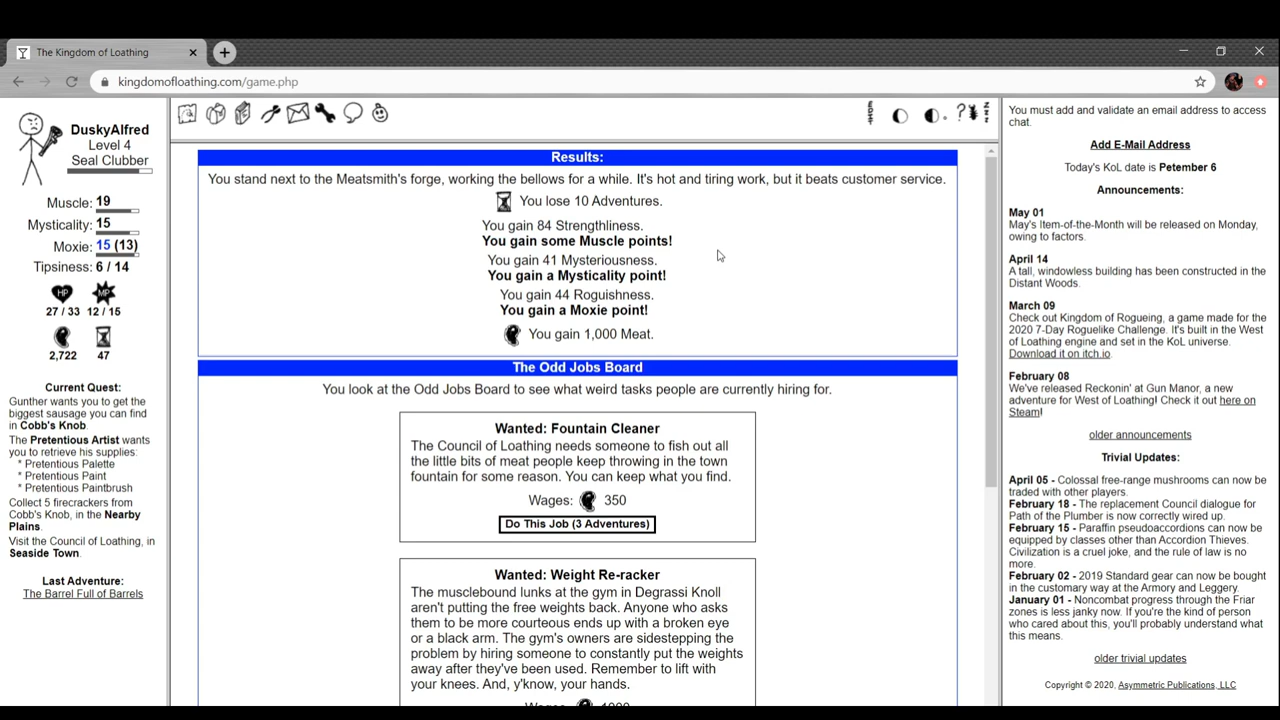 The Kingdom of Loathing
kingdomofloathing.com/game.php
DuskyAlfred
Level 4
Seal Clubber
Muscle: 19
Mysticality: 15
Moxie: 15 (13)
Tipsiness: 6 / 14
HP MP
27 / 33 12 / 15
2,722 47
Current Quest:
Gunther wants you to get the
biggest sausage you can find
in Cobb's Knob.
The Pretentious Artist wants
you to retrieve his supplies:
* Pretentious Palette
* Pretentious Paint
* Pretentious Paintbrush
Collect 5 firecrackers from
Cobb's Knob, in the Nearby
Plains.
Visit the Council of Loathing, in
Seaside Town.
Last Adventure:
The Barrel Full of Barrels
Results:
You stand next to the Meatsmith's forge, working the bellows for a while. It's hot and tiring work, but it beats customer service.
You lose 10 Adventures.
You gain 84 Strengthliness.
You gain some Muscle points!
You gain 41 Mysteriousness.
You gain a Mysticality point!
You gain 44 Roguishness.
You gain a Moxie point!
You gain 1,000 Meat.
The Odd Jobs Board
You look at the Odd Jobs Board to see what weird tasks people are currently hiring for.
Wanted: Fountain Cleaner
The Council of Loathing needs someone to fish out all
the little bits of meat people keep throwing in the town
fountain for some reason. You can keep what you find.
Wages: 350
Do This Job (3 Adventures)
Wanted: Weight Re-racker
The musclebound lunks at the gym in Degrassi Knoll
aren't putting the free weights back. Anyone who asks
them to be more courteous ends up with a broken eye
or a black arm. The gym's owners are sidestepping the
problem by hiring someone to constantly put the weights
away after they've been used. Remember to lift with
your knees. And, y'know, your hands.
Wages: 1000
You must add and validate an email address to access
chat.
Add E-Mail Address
Today's KoL date is Petember 6
Announcements:
May 01
May's Item-of-the-Month will be released on Monday,
owing to factors.
April 14
A tall, windowless building has been constructed in the
Distant Woods.
March 09
Check out Kingdom of Rogueing, a game made for the
2020 7-Day Roguelike Challenge. It's built in the West
of Loathing engine and set in the KoL universe.
Download it on itch.io.
February 08
We've released Reckonin' at Gun Manor, a new
adventure for West of Loathing! Check it out here on
Steam!
older announcements
Trivial Updates:
April 05 - Colossal free-range mushrooms can now be
traded with other players.
February 18 - The replacement Council dialogue for
Path of the Plumber is now correctly wired up.
February 15 - Paraffin pseudoaccordions can now be
equipped by classes other than Accordion Thieves.
Civilization is a cruel joke, and the rule of law is no
more.
February 02 - 2019 Standard gear can now be bought
in the customary way at the Armory and Leggery.
January 01 - Noncombat progress through the Friar
zones is less janky now. If you're the kind of person
who cared about this, you'll probably understand what
this means.
older trivial updates
Copyright © 2020, Asymmetric Publications, LLC